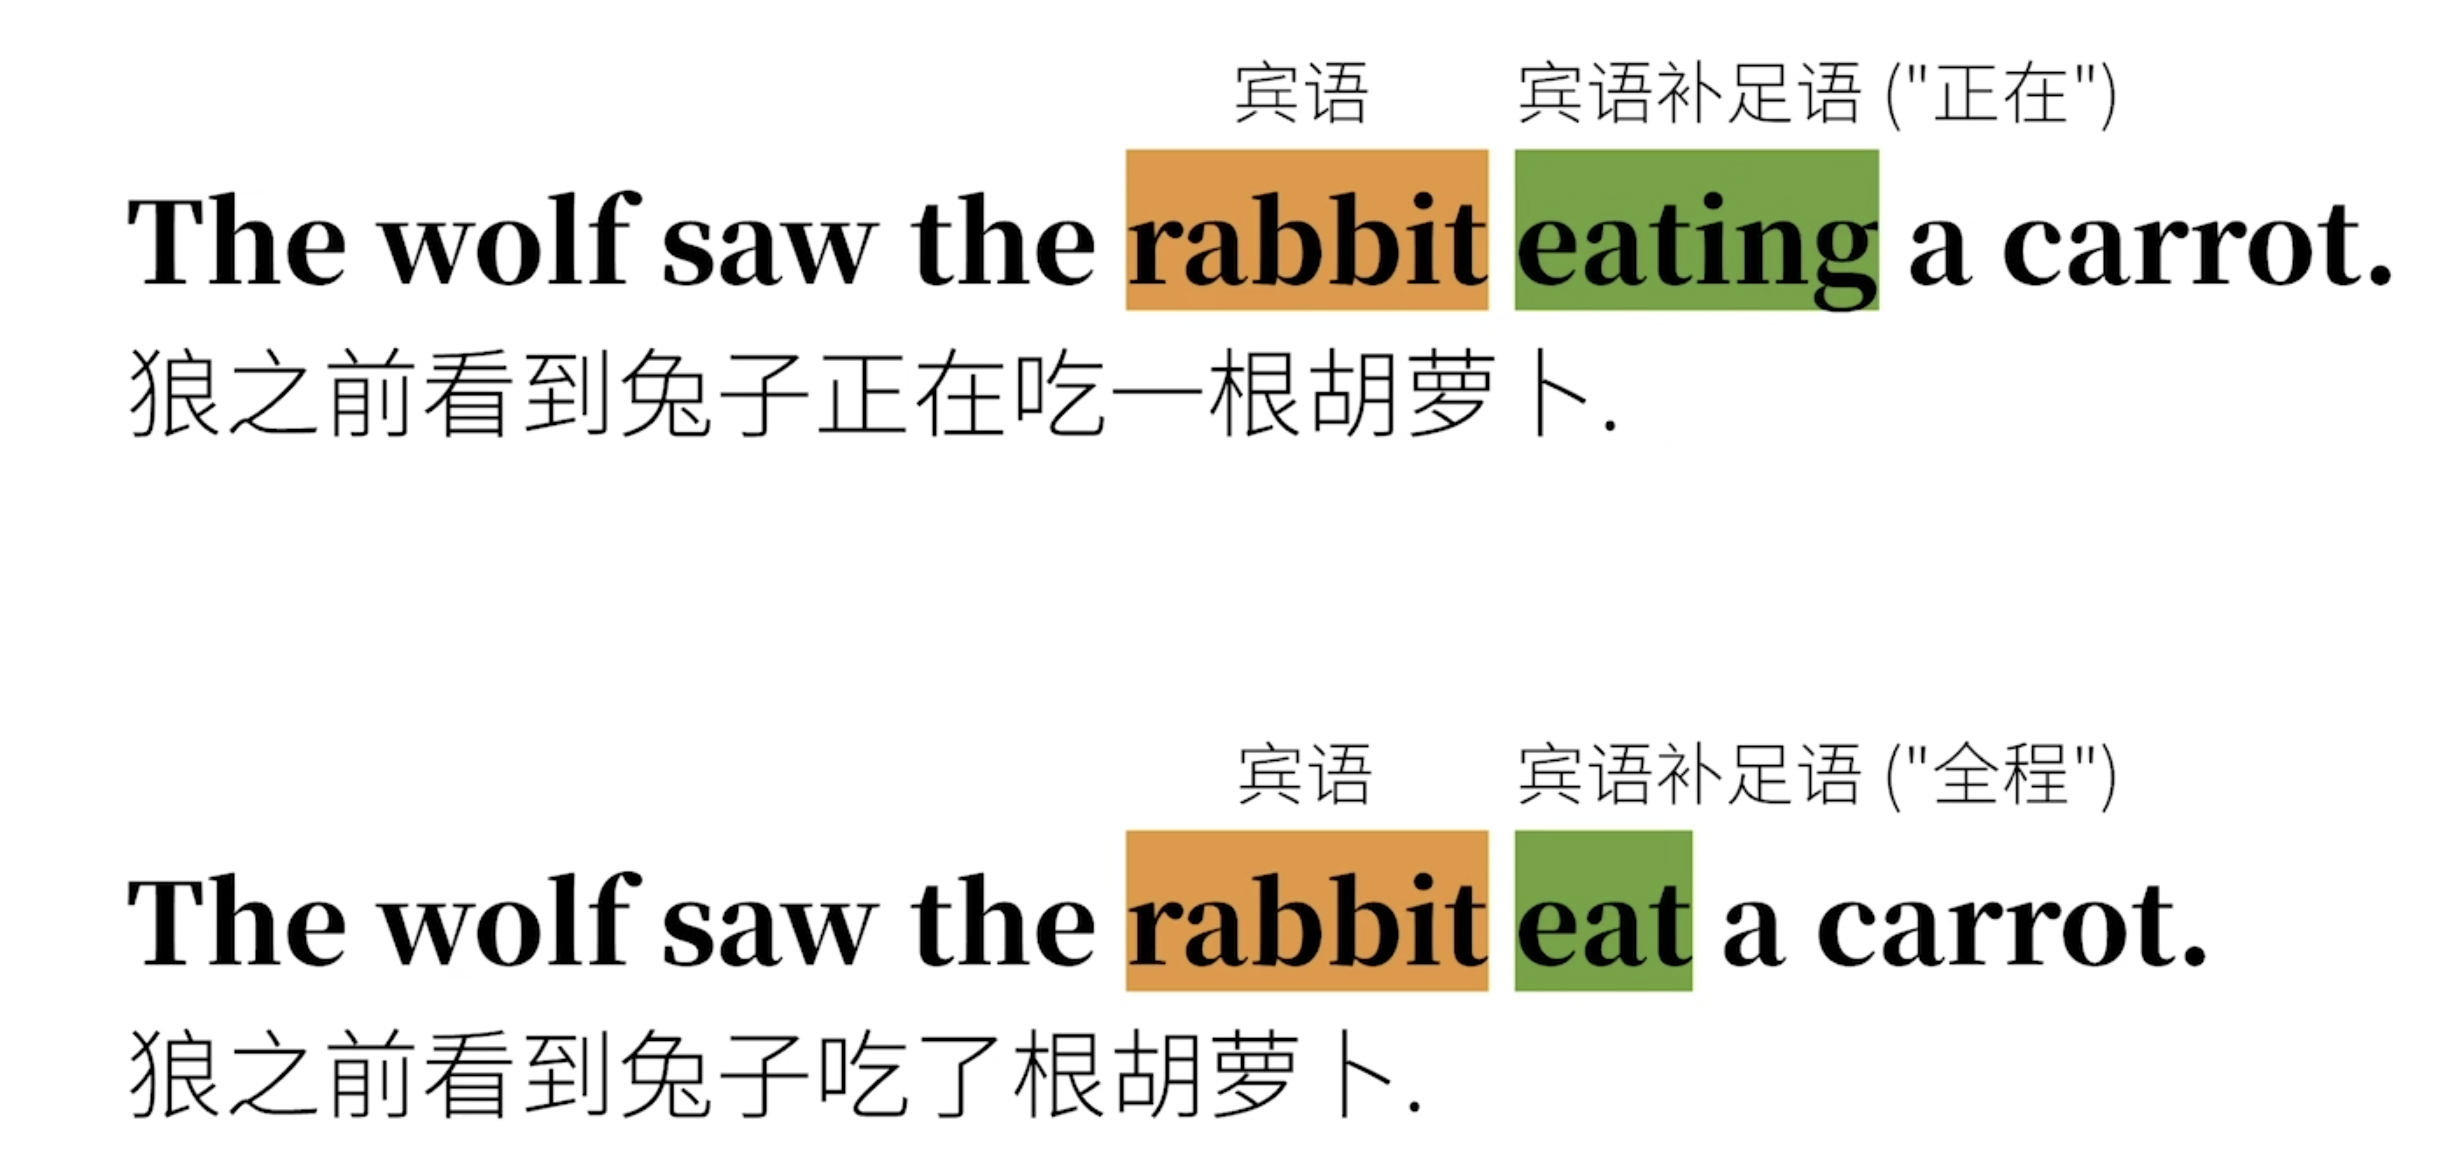 宾语 宾语补足语 ("正在")
The wolf saw the rabbit eating a carrot.
狼之前看到兔子正在吃一根胡萝卜.
宾语 宾语补足语 ("全程")
The wolf saw the rabbit eat a carrot.
狼之前看到兔子吃了根胡萝卜.